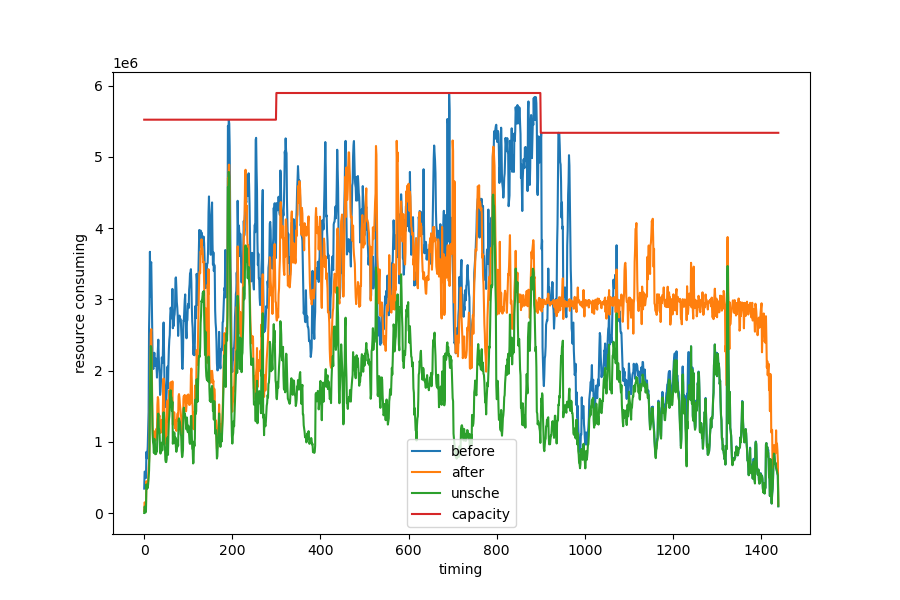 1e6
6
5
4
3
2
1
0
resource consuming
before
after
unsche
capacity
0 200 400 600 800 1000 1200 1400
timing